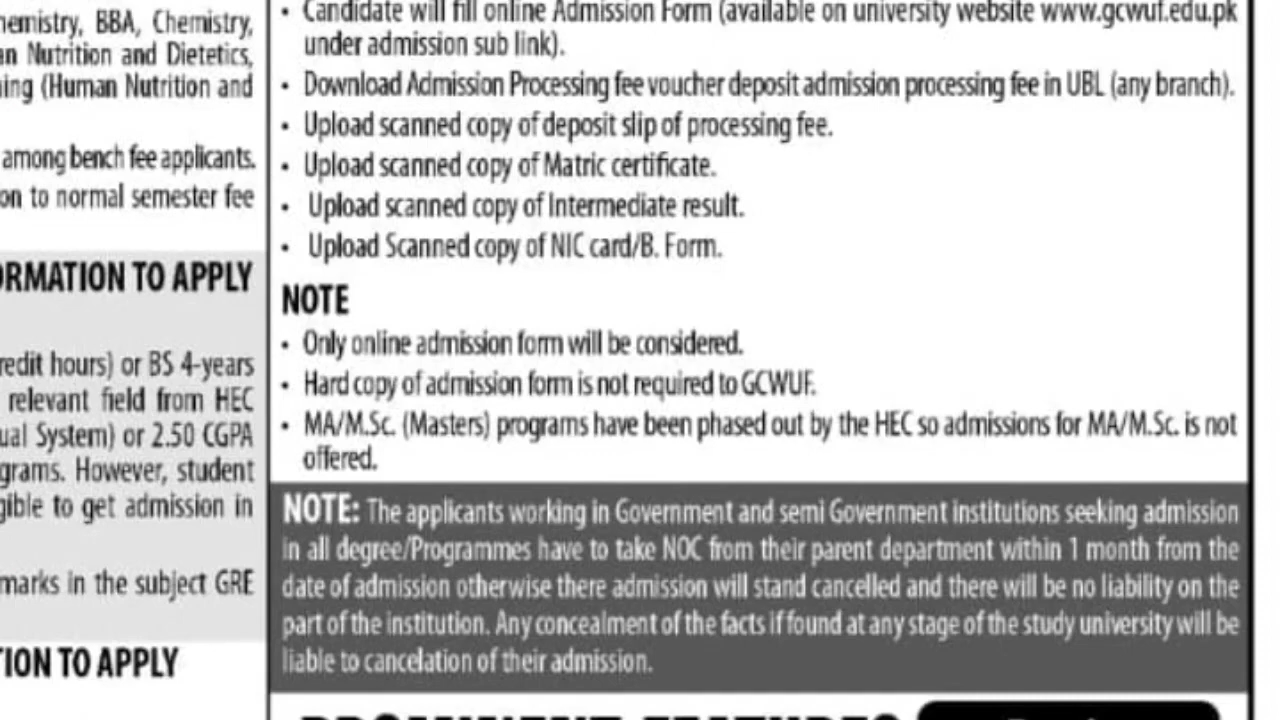 hemistry, BBA, Chemistry,
an Nutrition and Dietetics,
ing (Human Nutrition and
among bench fee applicants.
on to normal semester fee
ORMATION TO APPLY
redit hours) or BS 4-years
relevant field from HEC
ual System) or 2.50 CGPA
grams. However, student
gible to get admission in
marks in the subject GRE
TION TO APPLY
• Candidate will fill online Admission Form (available on university website www.gcwuf.edu.pk
under admission sub link).
• Download Admission Processing fee voucher deposit admission processing fee in UBL (any branch).
• Upload scanned copy of deposit slip of processing fee.
• Upload scanned copy of Matric certificate.
• Upload scanned copy of Intermediate result.
• Upload Scanned copy of NIC card/B. Form.
NOTE
• Only online admission form will be considered.
• Hard copy of admission form is not required to GCWUF.
• MA/M.Sc. (Masters) programs have been phased out by the HEC so admissions for MA/M.Sc. is not
offered.
NOTE: The applicants working in Government and semi Government institutions seeking admission
in all degree/Programmes have to take NOC from their parent department within 1 month from the
date of admission otherwise there admission will stand cancelled and there will be no liability on the
part of the institution. Any concealment of the facts if found at any stage of the study university will be
liable to cancelation of their admission.
PROMINENT FEATURES